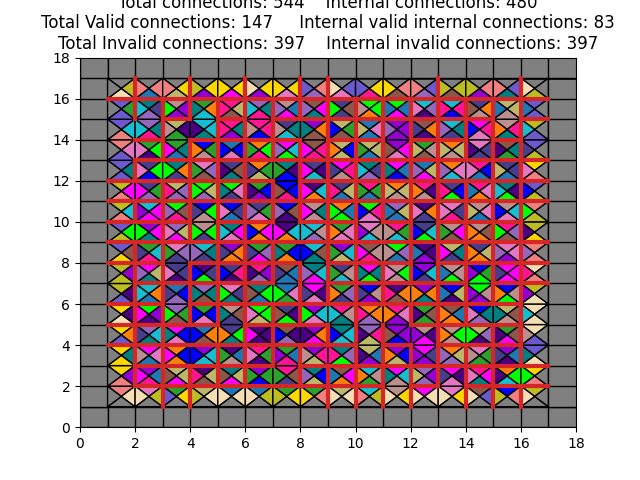 Total connections: 544    Internal connections: 480
Total Valid connections: 147    Internal valid internal connections: 83
Total Invalid connections: 397    Internal invalid connections: 397
18
16
14
12
10
8
6
4
2
0
0 2 4 6 8 10 12 14 16 18